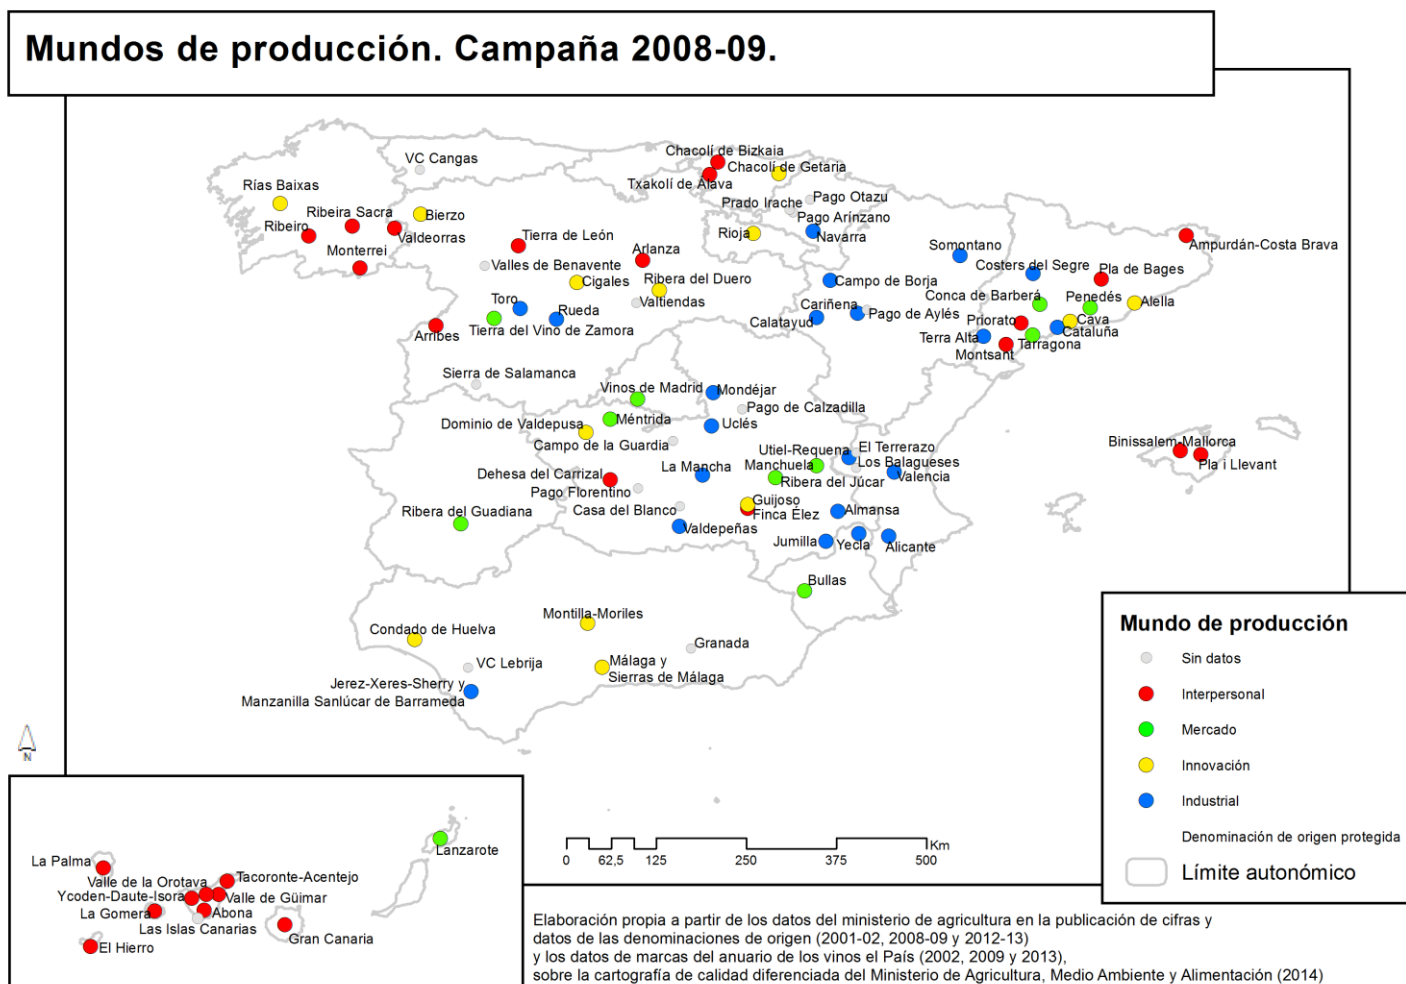 Mundos de producción. Campaña 2008-09.
Chacolí de Bizkaia
VC Cangas
Chacolí de Getaria
Txakolí de Álava
Rías Baixas
Pago Otazu
Prado Irache
Ribeira Sacra
Bierzo
Pago Arínzano
Ribeiro
Valdeorras
Tierra de León
Rioja
Navarra
Somontano
Ampurdán-Costa Brava
Monterrei
Arlanza
Valles de Benavente
Costers del Segre
Pla de Bages
Cigales
Ribera del Duero
Campo de Borja
Toro
Rueda
Valtiendas
Cariñena
Conca de Barberá
Penedés
Alella
Pago de Aylés
Priorato
Cava
Calatayud
Tierra del Vino de Zamora
Cataluña
Arribes
Terra Alta
Tarragona
Montsant
Sierra de Salamanca
Vinos de Madrid
Mondéjar
Pago de Calzadilla
Dominio de Valdepusa
Méntrida
Uclés
Campo de la Guardia
Utiel-Requena
El Terrerazo
Binissalem-Mallorca
La Mancha
Manchuela
Los Balagueses
Pla i Llevant
Dehesa del Carrizal
Ribera del Júcar
Valencia
Pago Florentino
Guijoso
Ribera del Guadiana
Casa del Blanco
Finca Élez
Almansa
Valdepeñas
Jumilla
Yecla
Alicante
Bullas
Montilla-Moriles
Condado de Huelva
Granada
VC Lebrija
Málaga y
Sierras de Málaga
Jerez-Xeres-Sherry y
Manzanilla Sanlúcar de Barrameda
N
Mundo de producción
Sin datos
Interpersonal
Mercado
Innovación
Industrial
Denominación de origen protegida
Límite autonómico
Km
0 62,5 125 250 375 500
Lanzarote
La Palma
Tacoronte-Acentejo
Valle de la Orotava
Ycoden-Daute-Isora
Valle de Güimar
La Gomera
Abona
Las Islas Canarias
Gran Canaria
El Hierro
Elaboración propia a partir de los datos del ministerio de agricultura en la publicación de cifras y
datos de las denominaciones de origen (2001-02, 2008-09 y 2012-13)
y los datos de marcas del anuario de los vinos el País (2002, 2009 y 2013),
sobre la cartografía de calidad diferenciada del Ministerio de Agricultura, Medio Ambiente y Alimentación (2014)